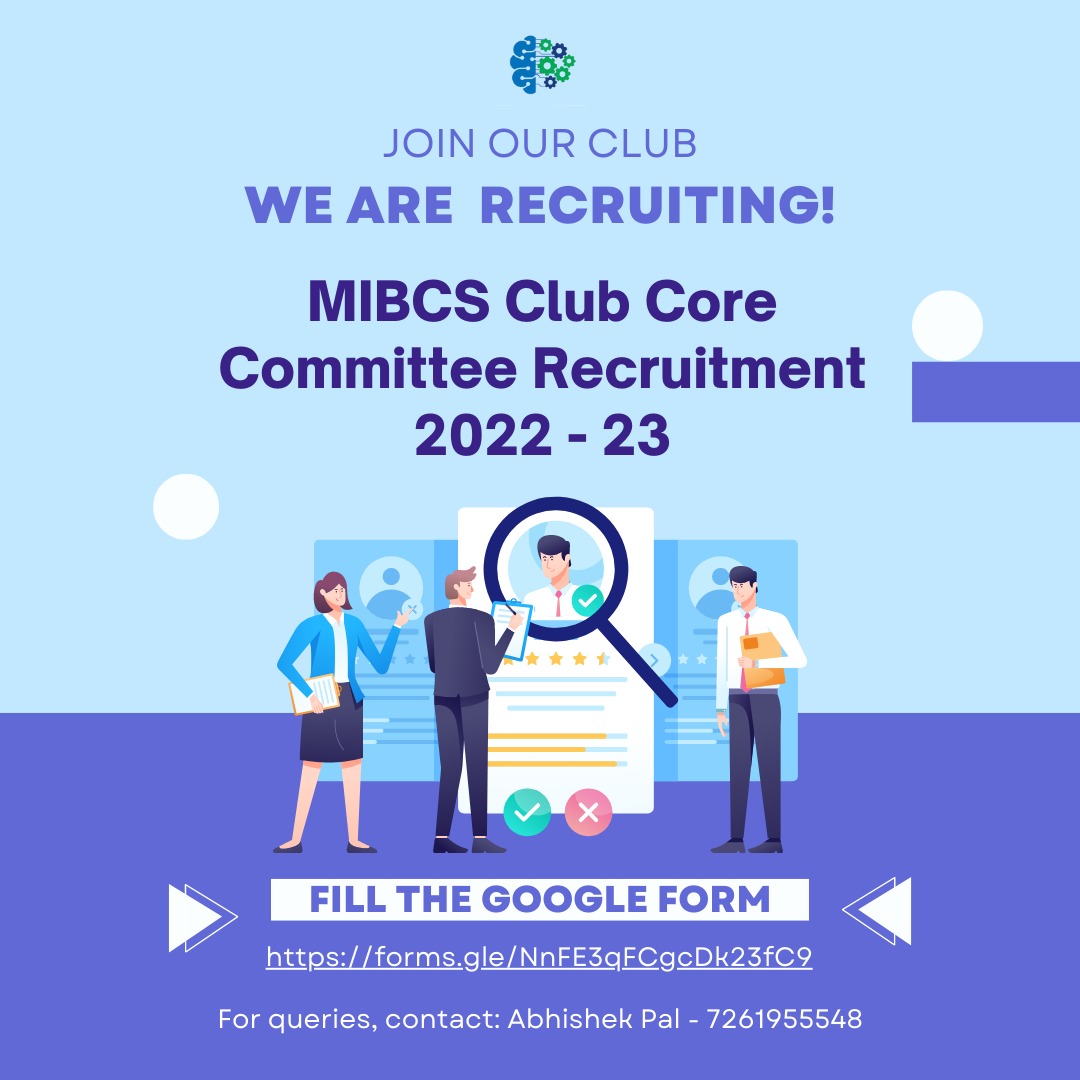 JOIN OUR CLUB
WE ARE RECRUITING!
MIBCS Club Core
Committee Recruitment
2022 - 23
FILL THE GOOGLE FORM
https://forms.gle/NnFE3qFCgcDk23fC9
For queries, contact: Abhishek Pal - 7261955548